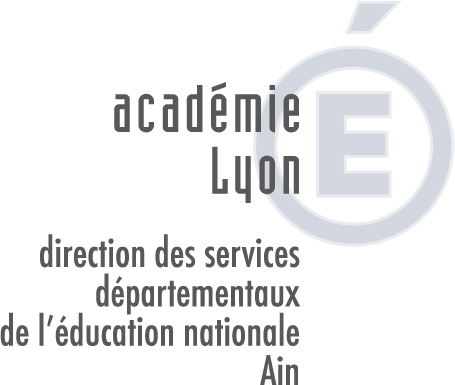 É
académie
Lyon
direction des services
départementaux
de l'éducation nationale
Ain